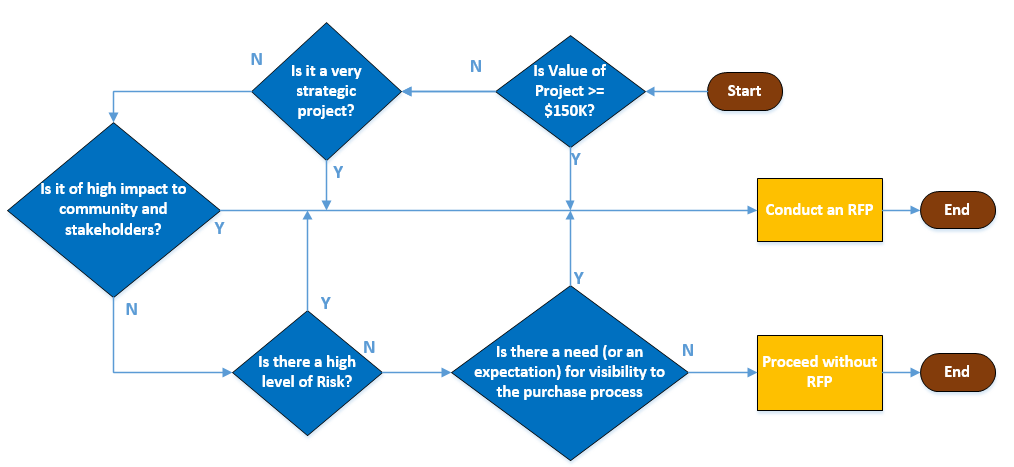 Start
Is Value of
Project >=
$150K?
N
Y
Is it a very
strategic
project?
N
Y
Is it of high impact to
community and
stakeholders?
Y
N
Is there a high
level of Risk?
Y
N
Is there a need (or an
expectation) for visibility to
the purchase process
Y
N
Conduct an RFP
End
Proceed without
RFP
End